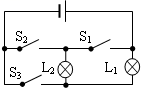 S₂ S₁
S₃ L₂ L₁